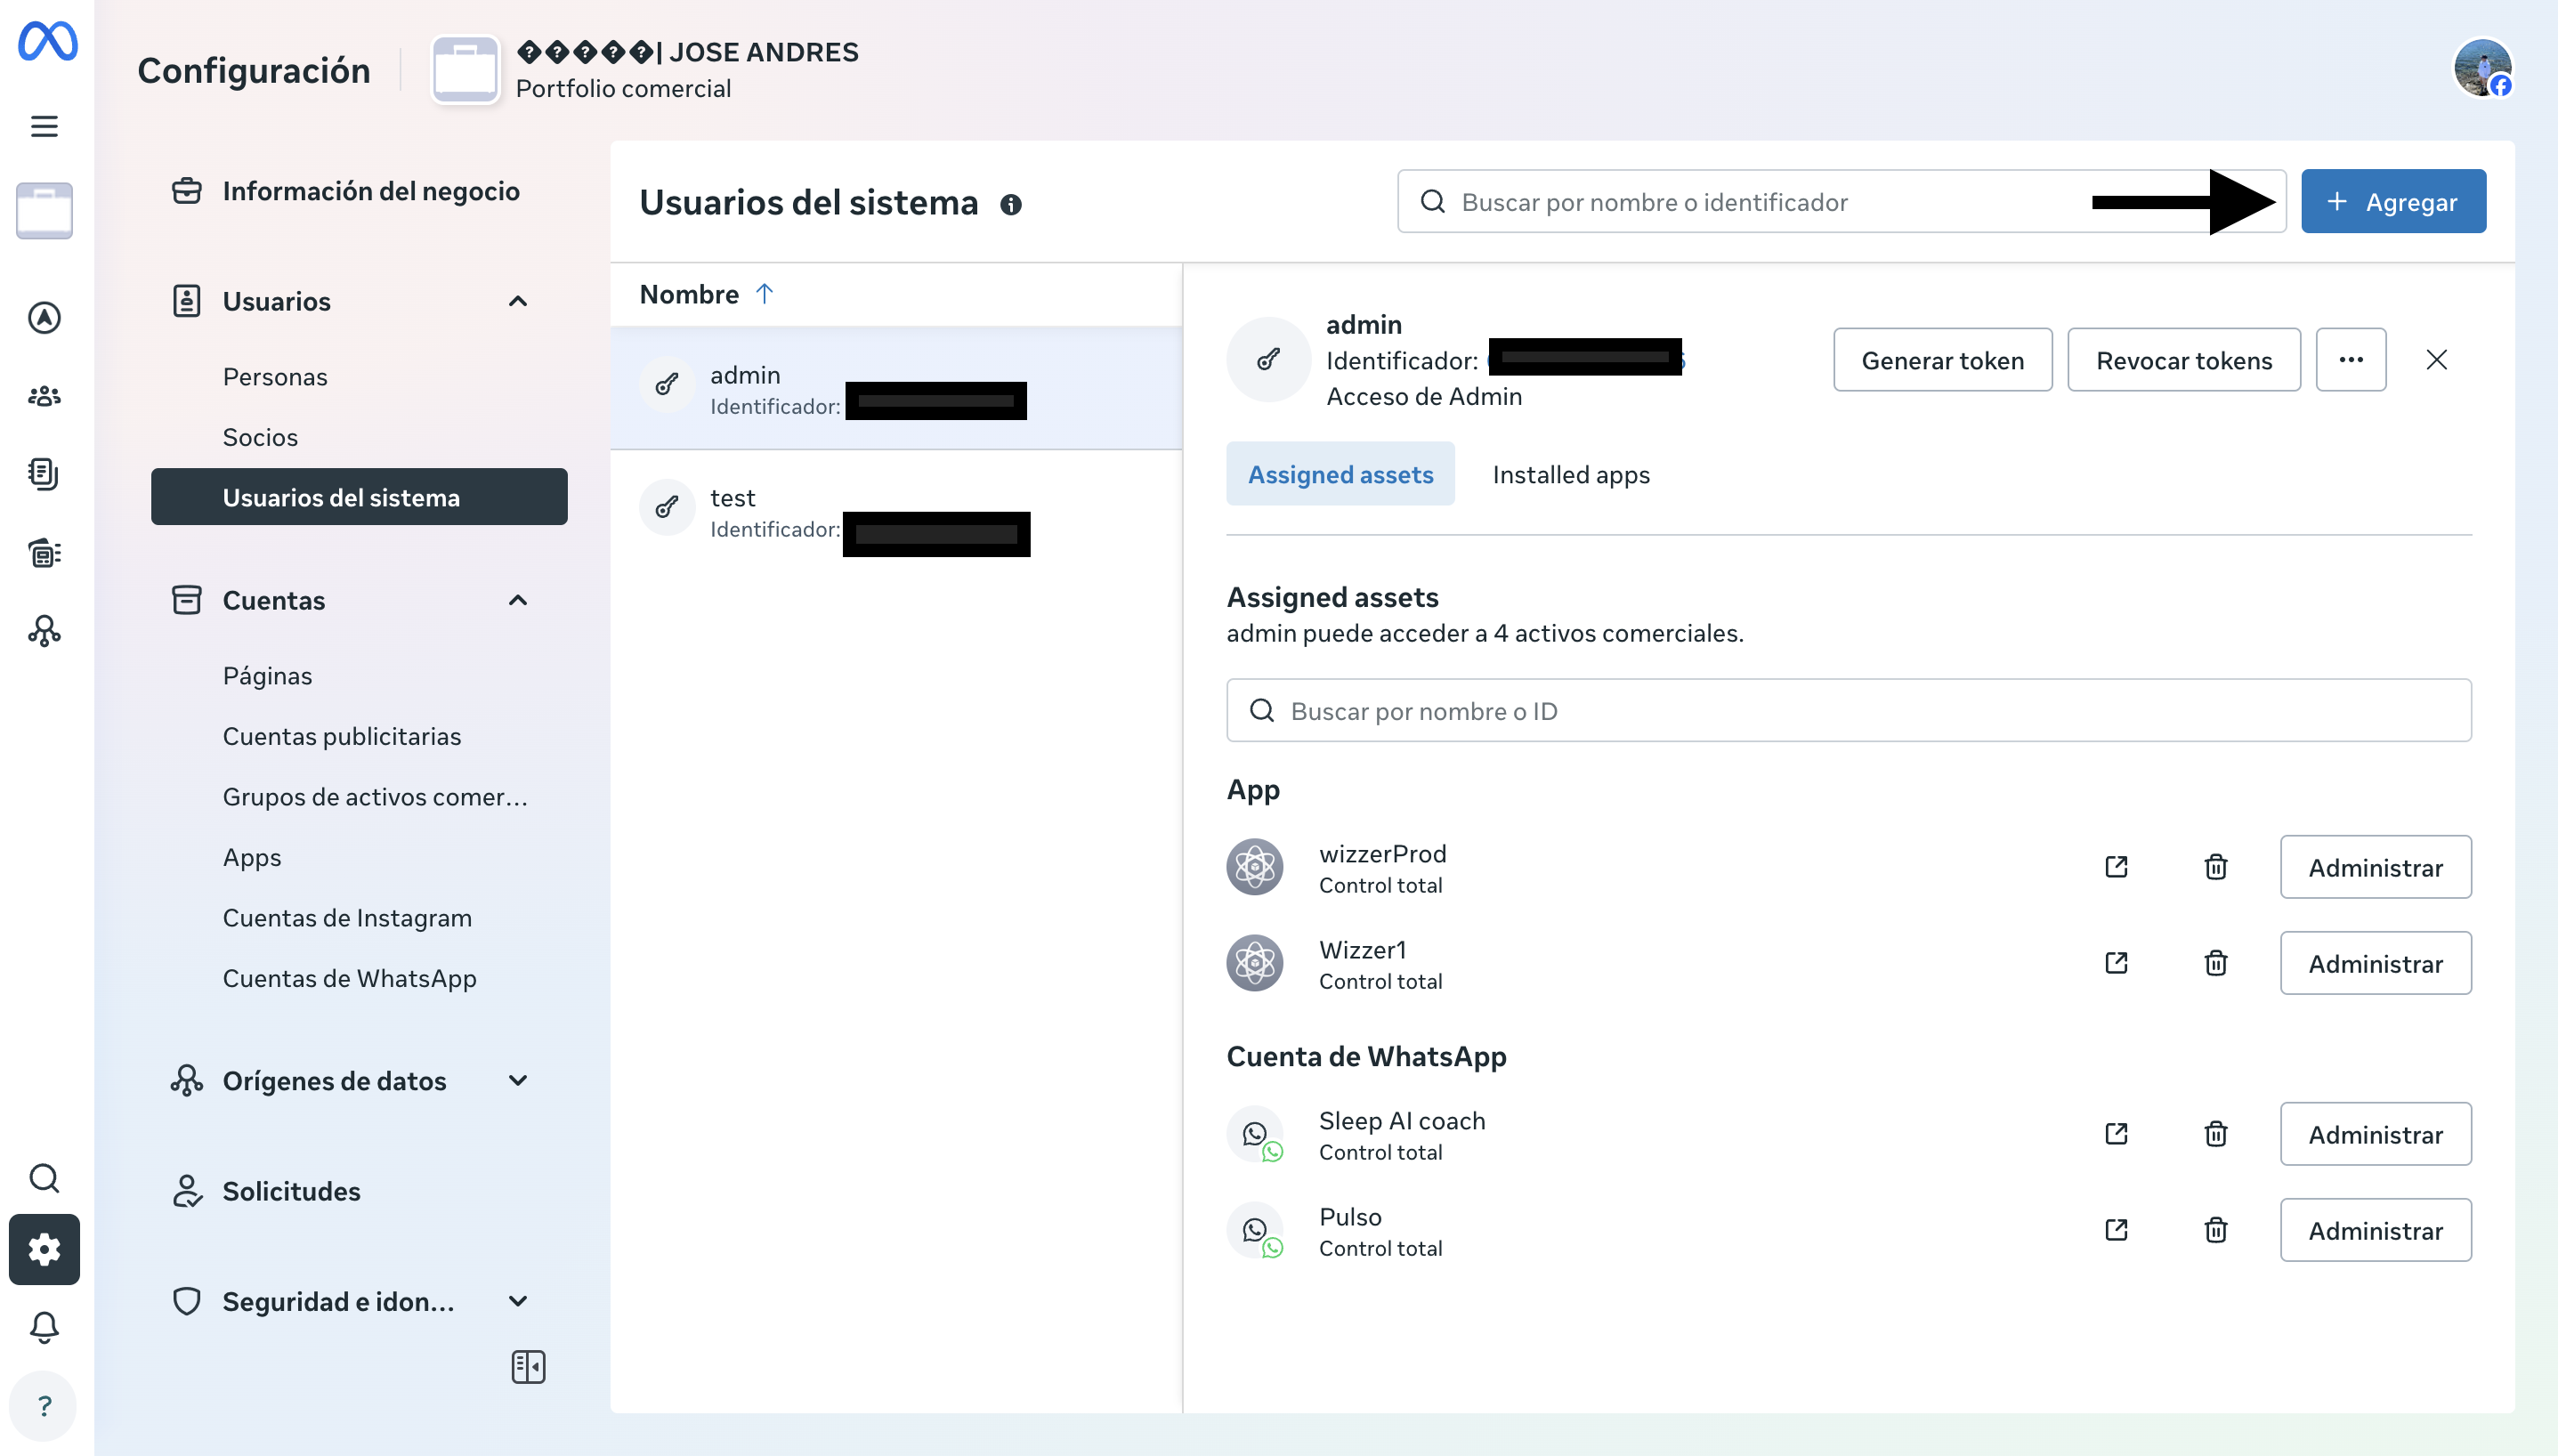 Configuración
�����| JOSE ANDRES
Portfolio comercial
Información del negocio
Usuarios
Personas
Socios
Usuarios del sistema
Cuentas
Páginas
Cuentas publicitarias
Grupos de activos comer...
Apps
Cuentas de Instagram
Cuentas de WhatsApp
Orígenes de datos
Solicitudes
Seguridad e idon...
?
Usuarios del sistema
Buscar por nombre o identificador
+ Agregar
Nombre ↑
admin
Identificador:
test
Identificador:
admin
Identificador:
Acceso de Admin
Generar token
Revocar tokens
...
Assigned assets
Installed apps
Assigned assets
admin puede acceder a 4 activos comerciales.
Buscar por nombre o ID
App
wizzerProd
Control total
Administrar
Wizzer1
Control total
Administrar
Cuenta de WhatsApp
Sleep AI coach
Control total
Administrar
Pulso
Control total
Administrar